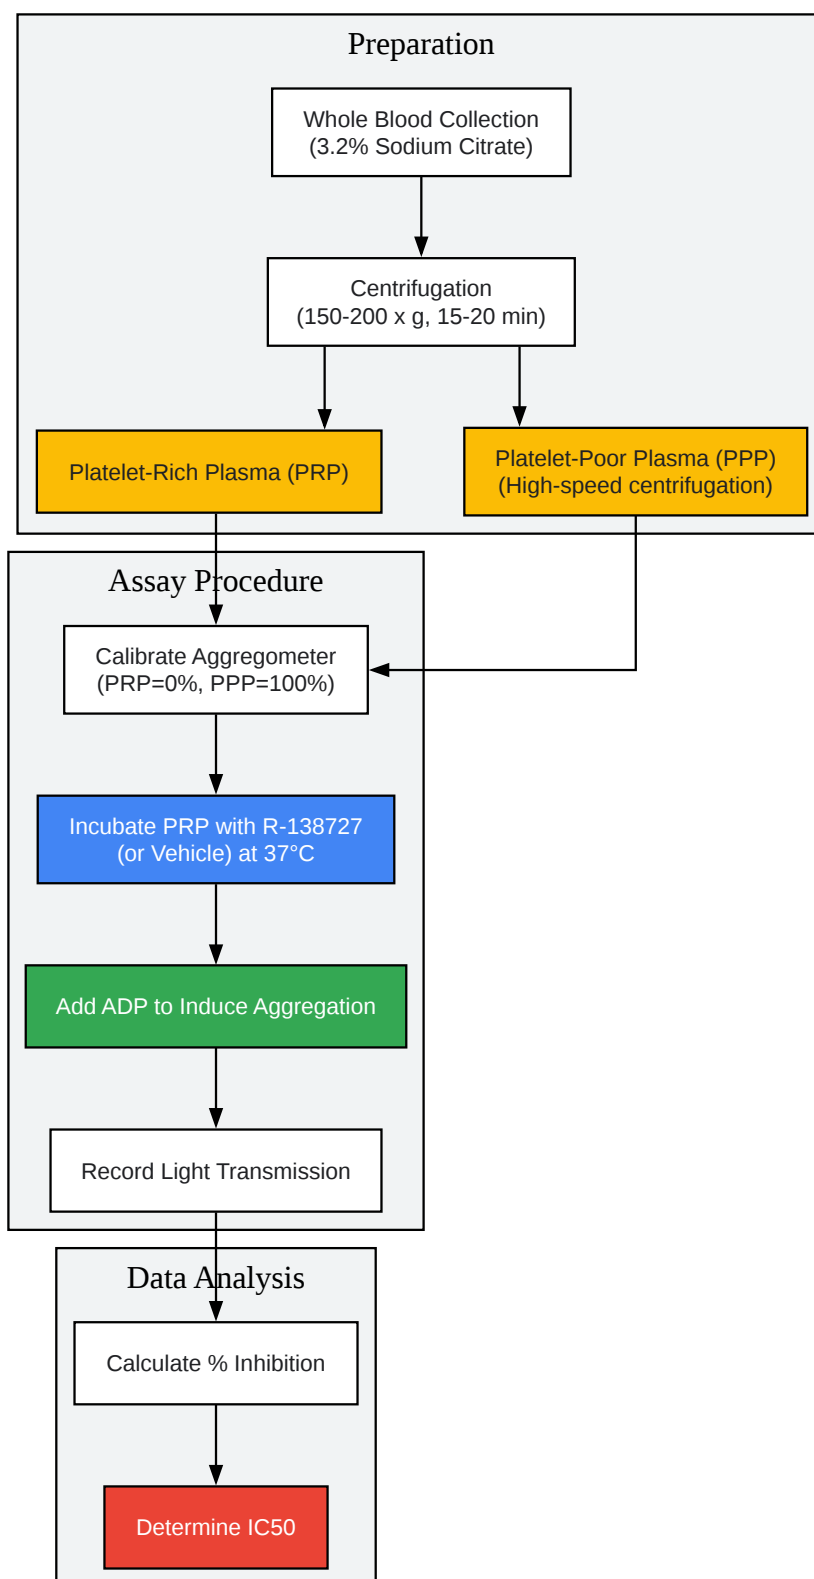 Preparation
Whole Blood Collection
(3.2% Sodium Citrate)
Centrifugation
(150-200 x g, 15-20 min)
Platelet-Rich Plasma (PRP)
Platelet-Poor Plasma (PPP)
(High-speed centrifugation)
Assay Procedure
Calibrate Aggregometer
(PRP=0%, PPP=100%)
Incubate PRP with R-138727
(or Vehicle) at 37°C
Add ADP to Induce Aggregation
Record Light Transmission
Data Analysis
Calculate % Inhibition
Determine IC50